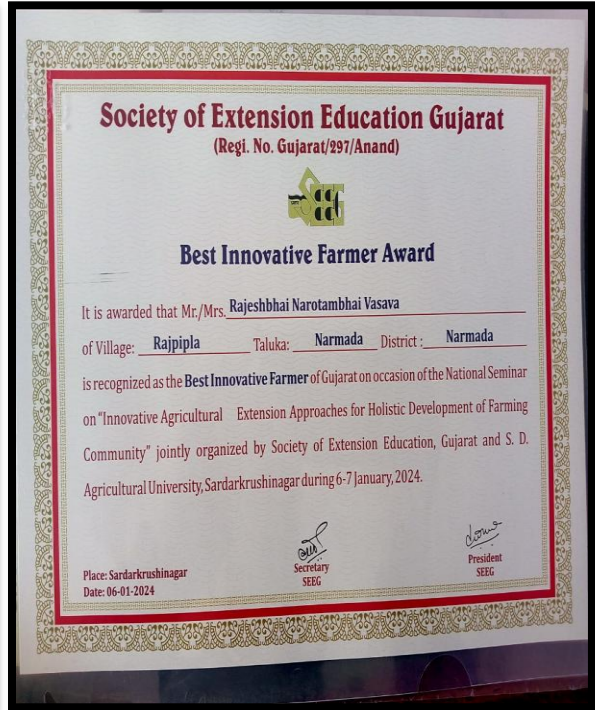 Society of Extension Education Gujarat
(Regi. No. Gujarat/297/Anand)
Best Innovative Farmer Award
It is awarded that Mr./Mrs. Rajeshbhai Narotambhai Vasava
of Village: Rajpipla Taluka: Narmada District : Narmada
is recognized as the Best Innovative Farmer of Gujarat on occasion of the National Seminar
on "Innovative Agricultural Extension Approaches for Holistic Development of Farming
Community" jointly organized by Society of Extension Education, Gujarat and S. D.
Agricultural University, Sardarkrushinagar during 6-7 January, 2024.
Secretary
SEEG
President
SEEG
Place: Sardarkrushinagar
Date: 06-01-2024